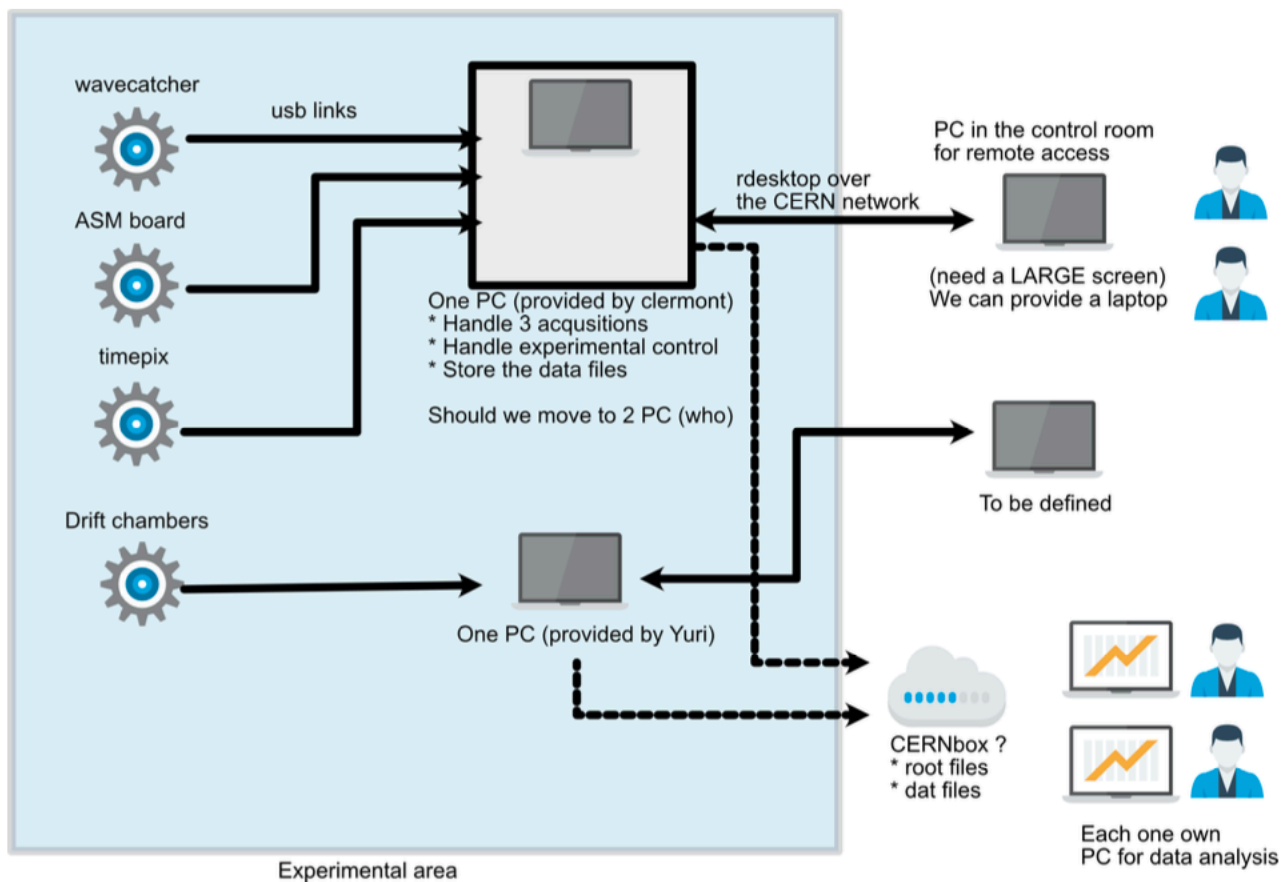 wavecatcher
usb links
ASM board
timepix
Drift chambers
One PC (provided by clermont)
* Handle 3 acqusitions
* Handle experimental control
* Store the data files
Should we move to 2 PC (who)
One PC (provided by Yuri)
Experimental area
rdesktop over
the CERN network
PC in the control room
for remote access
(need a LARGE screen)
We can provide a laptop
To be defined
CERNbox ?
* root files
* dat files
Each one own
PC for data analysis